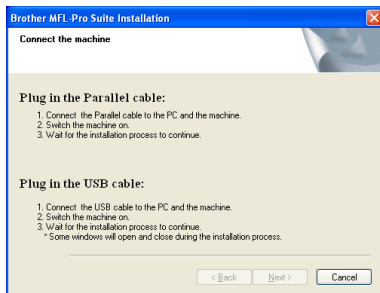 Brother MFL-Pro Suite Installation
Connect the machine
Plug in the Parallel cable:
1. Connect the Parallel cable to the PC and the machine.
2. Switch the machine on.
3. Wait for the installation process to continue.
Plug in the USB cable:
1. Connect the USB cable to the PC and the machine.
2. Switch the machine on.
3. Wait for the installation process to continue.
* Some windows will open and close during the installation process.
< Back Next > Cancel